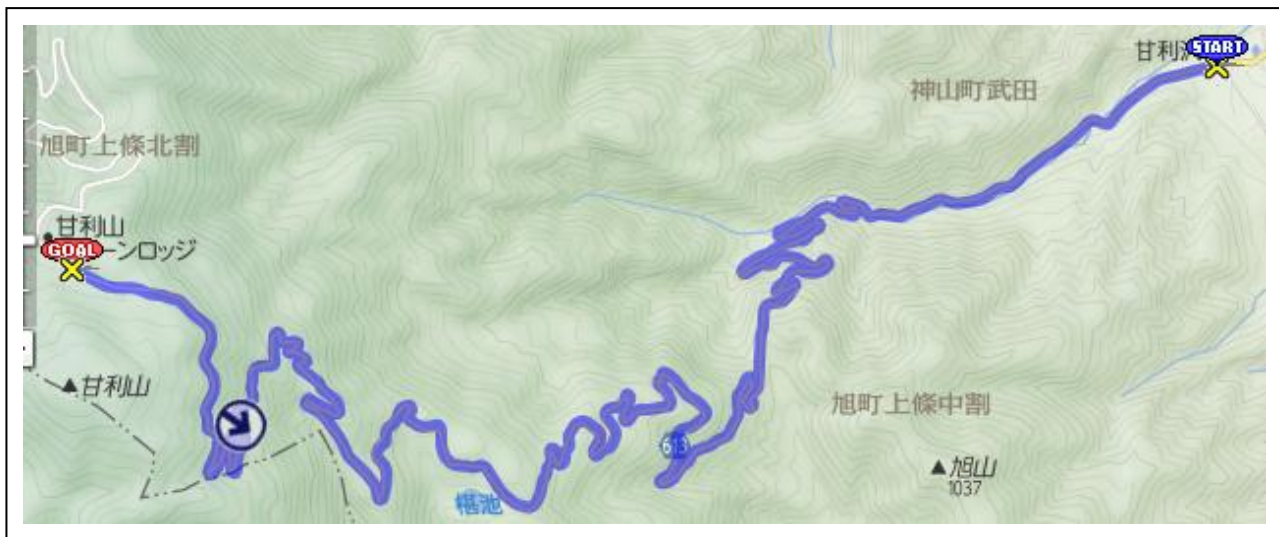 甘利沢
START
神山町武田
旭町上條北割
甘利山
GOAL
ーンロッジ
甘利山
旭町上條中割
613
旭山
1037
椹池